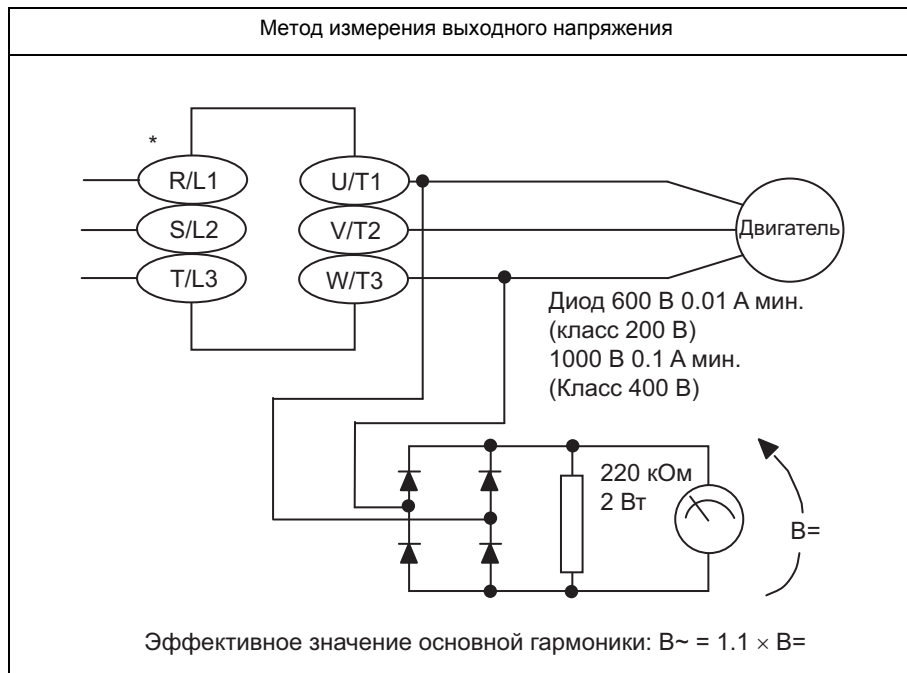 Метод измерения выходного напряжения
*
R/L1
U/T1
S/L2
V/T2
Двигатель
T/L3
W/T3
Диод 600 В 0.01 А мин.
(класс 200 В)
1000 В 0.1 А мин.
(Класс 400 В)
220 кОм
2 Вт
В=
Эффективное значение основной гармоники: В~ = 1.1 × В=